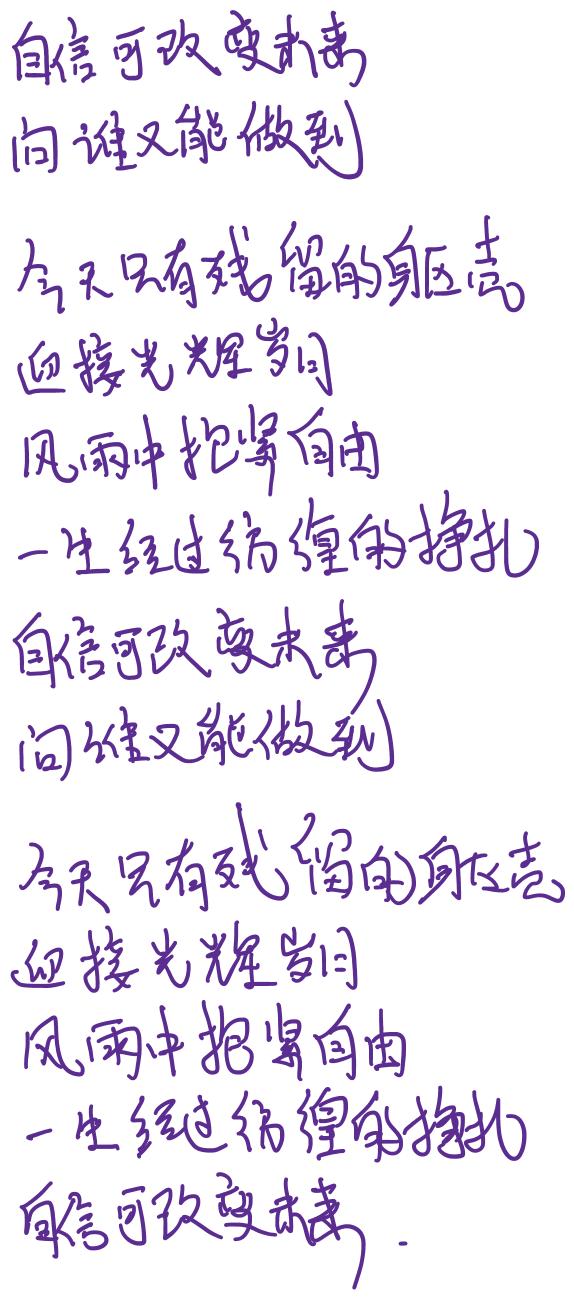 自信可改变未来
问谁又能做到
今天只有残留的身区壳
迎接光辉岁月
风雨中抱紧自由
一生经过彷徨的挣扎
自信可改变未来
问谁又能做到
今天只有残留的身区壳
迎接光辉岁月
风雨中抱紧自由
一生经过彷徨的挣扎
自信可改变未来.